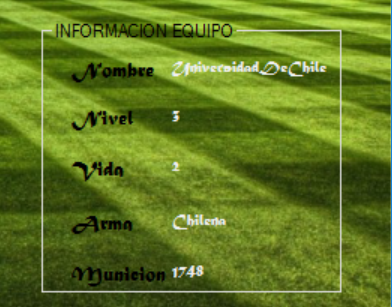 INFORMACION EQUIPO
Nombre UniversidadDeChile
Nivel 3
Vida 2
Arma Chilena
Municion 1748